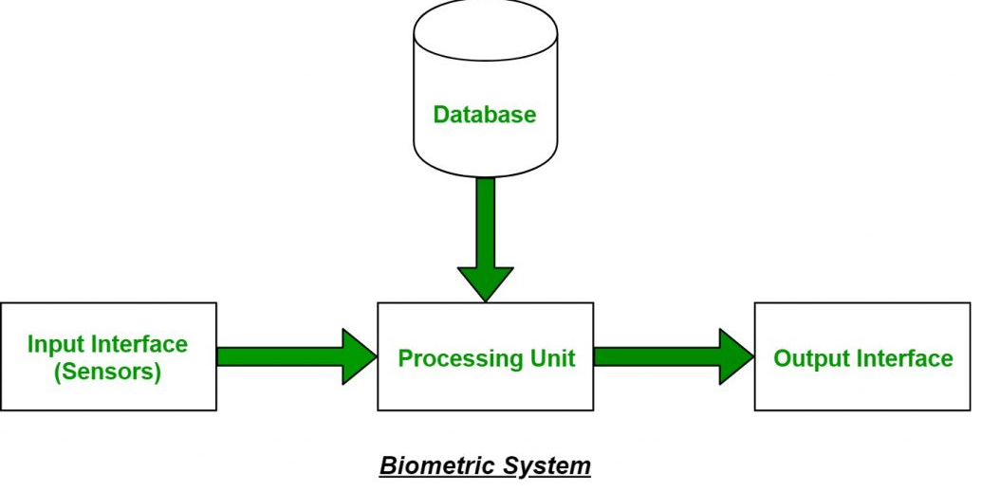 Database
Input Interface
(Sensors)
Processing Unit
Output Interface
Biometric System